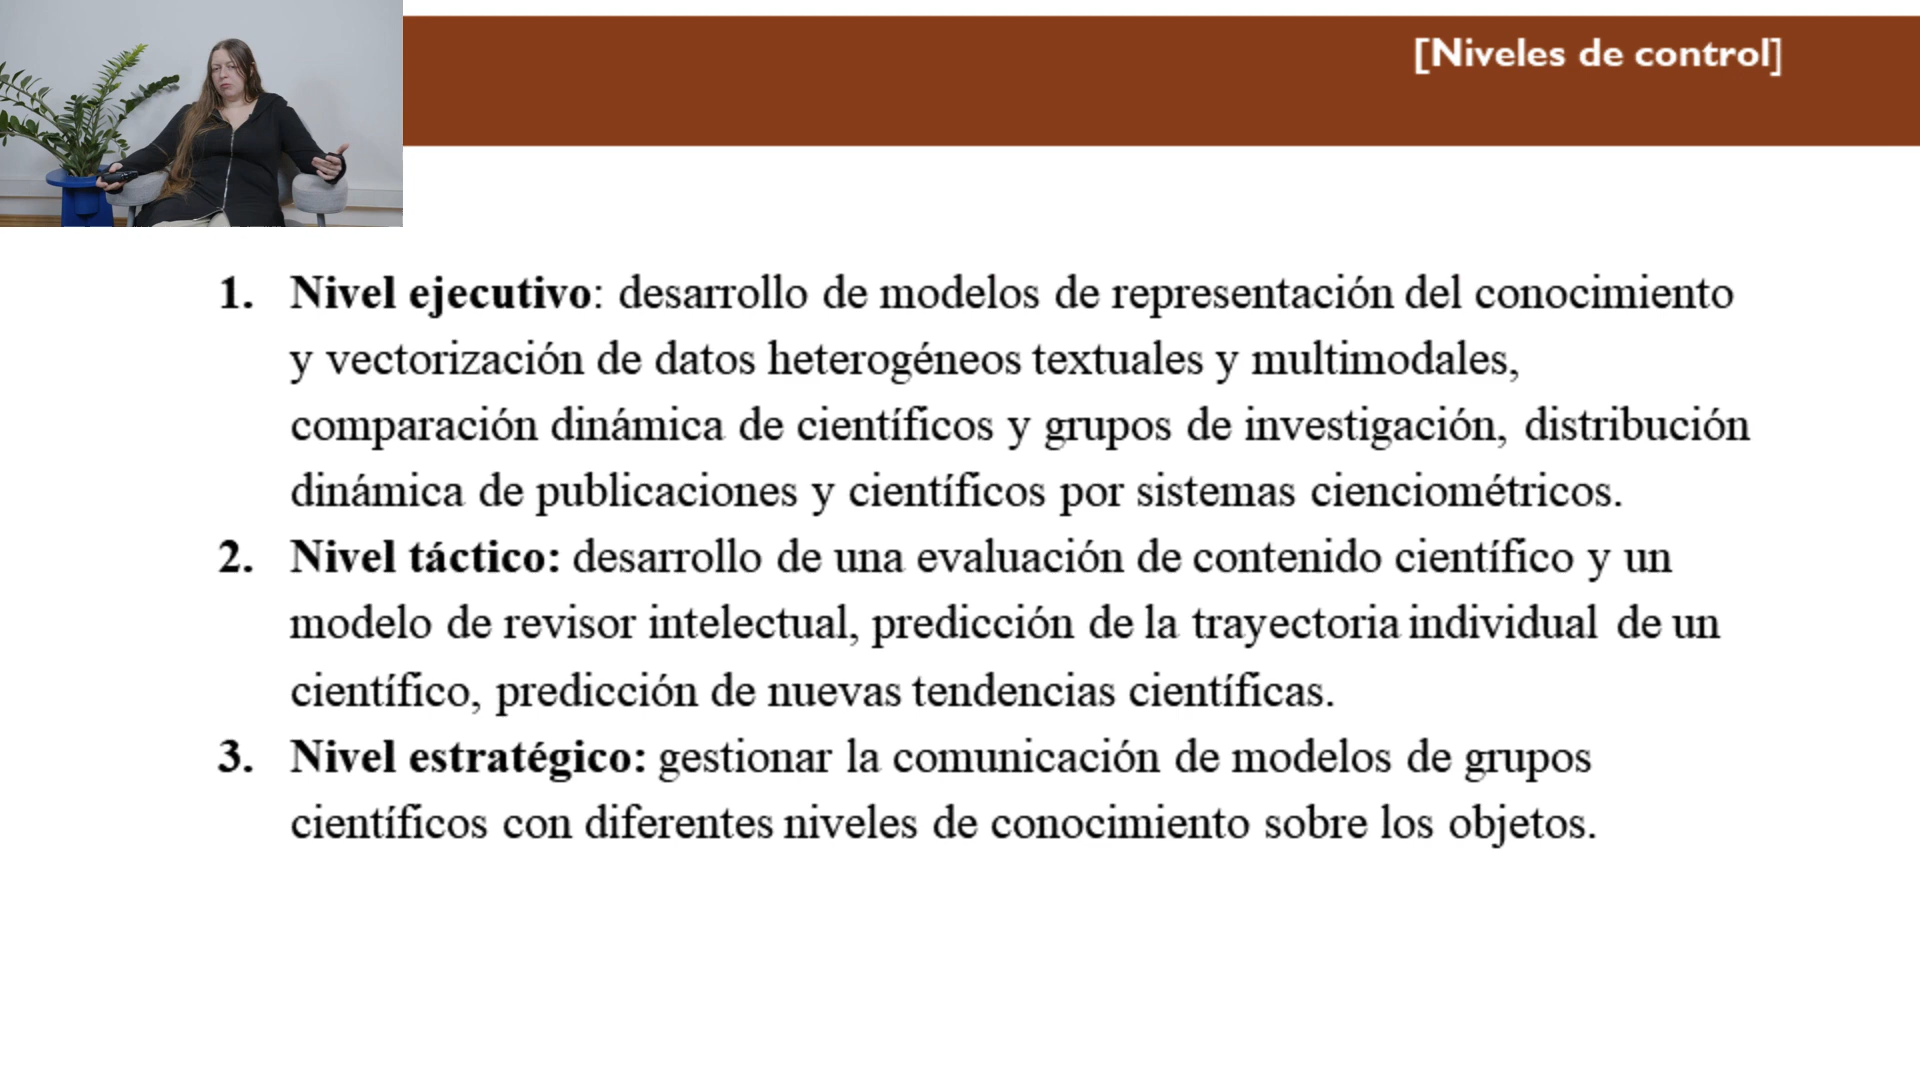 [Niveles de control]
1. Nivel ejecutivo: desarrollo de modelos de representación del conocimiento
y vectorización de datos heterogéneos textuales y multimodales,
comparación dinámica de científicos y grupos de investigación, distribución
dinámica de publicaciones y científicos por sistemas cienciométricos.
2. Nivel táctico: desarrollo de una evaluación de contenido científico y un
modelo de revisor intelectual, predicción de la trayectoria individual de un
científico, predicción de nuevas tendencias científicas.
3. Nivel estratégico: gestionar la comunicación de modelos de grupos
científicos con diferentes niveles de conocimiento sobre los objetos.